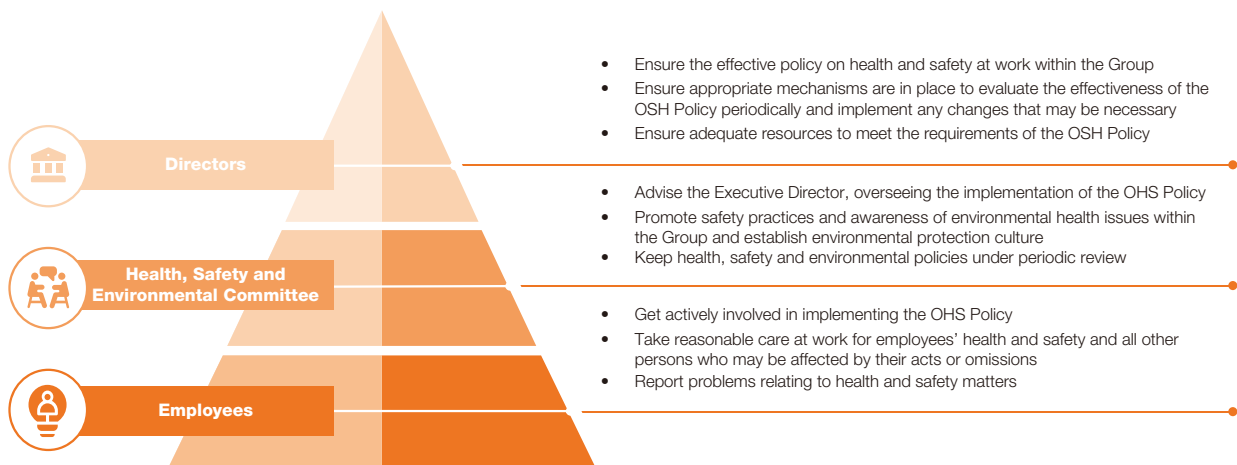 • Ensure the effective policy on health and safety at work within the Group
• Ensure appropriate mechanisms are in place to evaluate the effectiveness of the
OSH Policy periodically and implement any changes that may be necessary
• Ensure adequate resources to meet the requirements of the OSH Policy
Directors
• Advise the Executive Director, overseeing the implementation of the OHS Policy
• Promote safety practices and awareness of environmental health issues within
the Group and establish environmental protection culture
• Keep health, safety and environmental policies under periodic review
Health, Safety and
Environmental Committee
• Get actively involved in implementing the OHS Policy
• Take reasonable care at work for employees’ health and safety and all other
persons who may be affected by their acts or omissions
• Report problems relating to health and safety matters
Employees